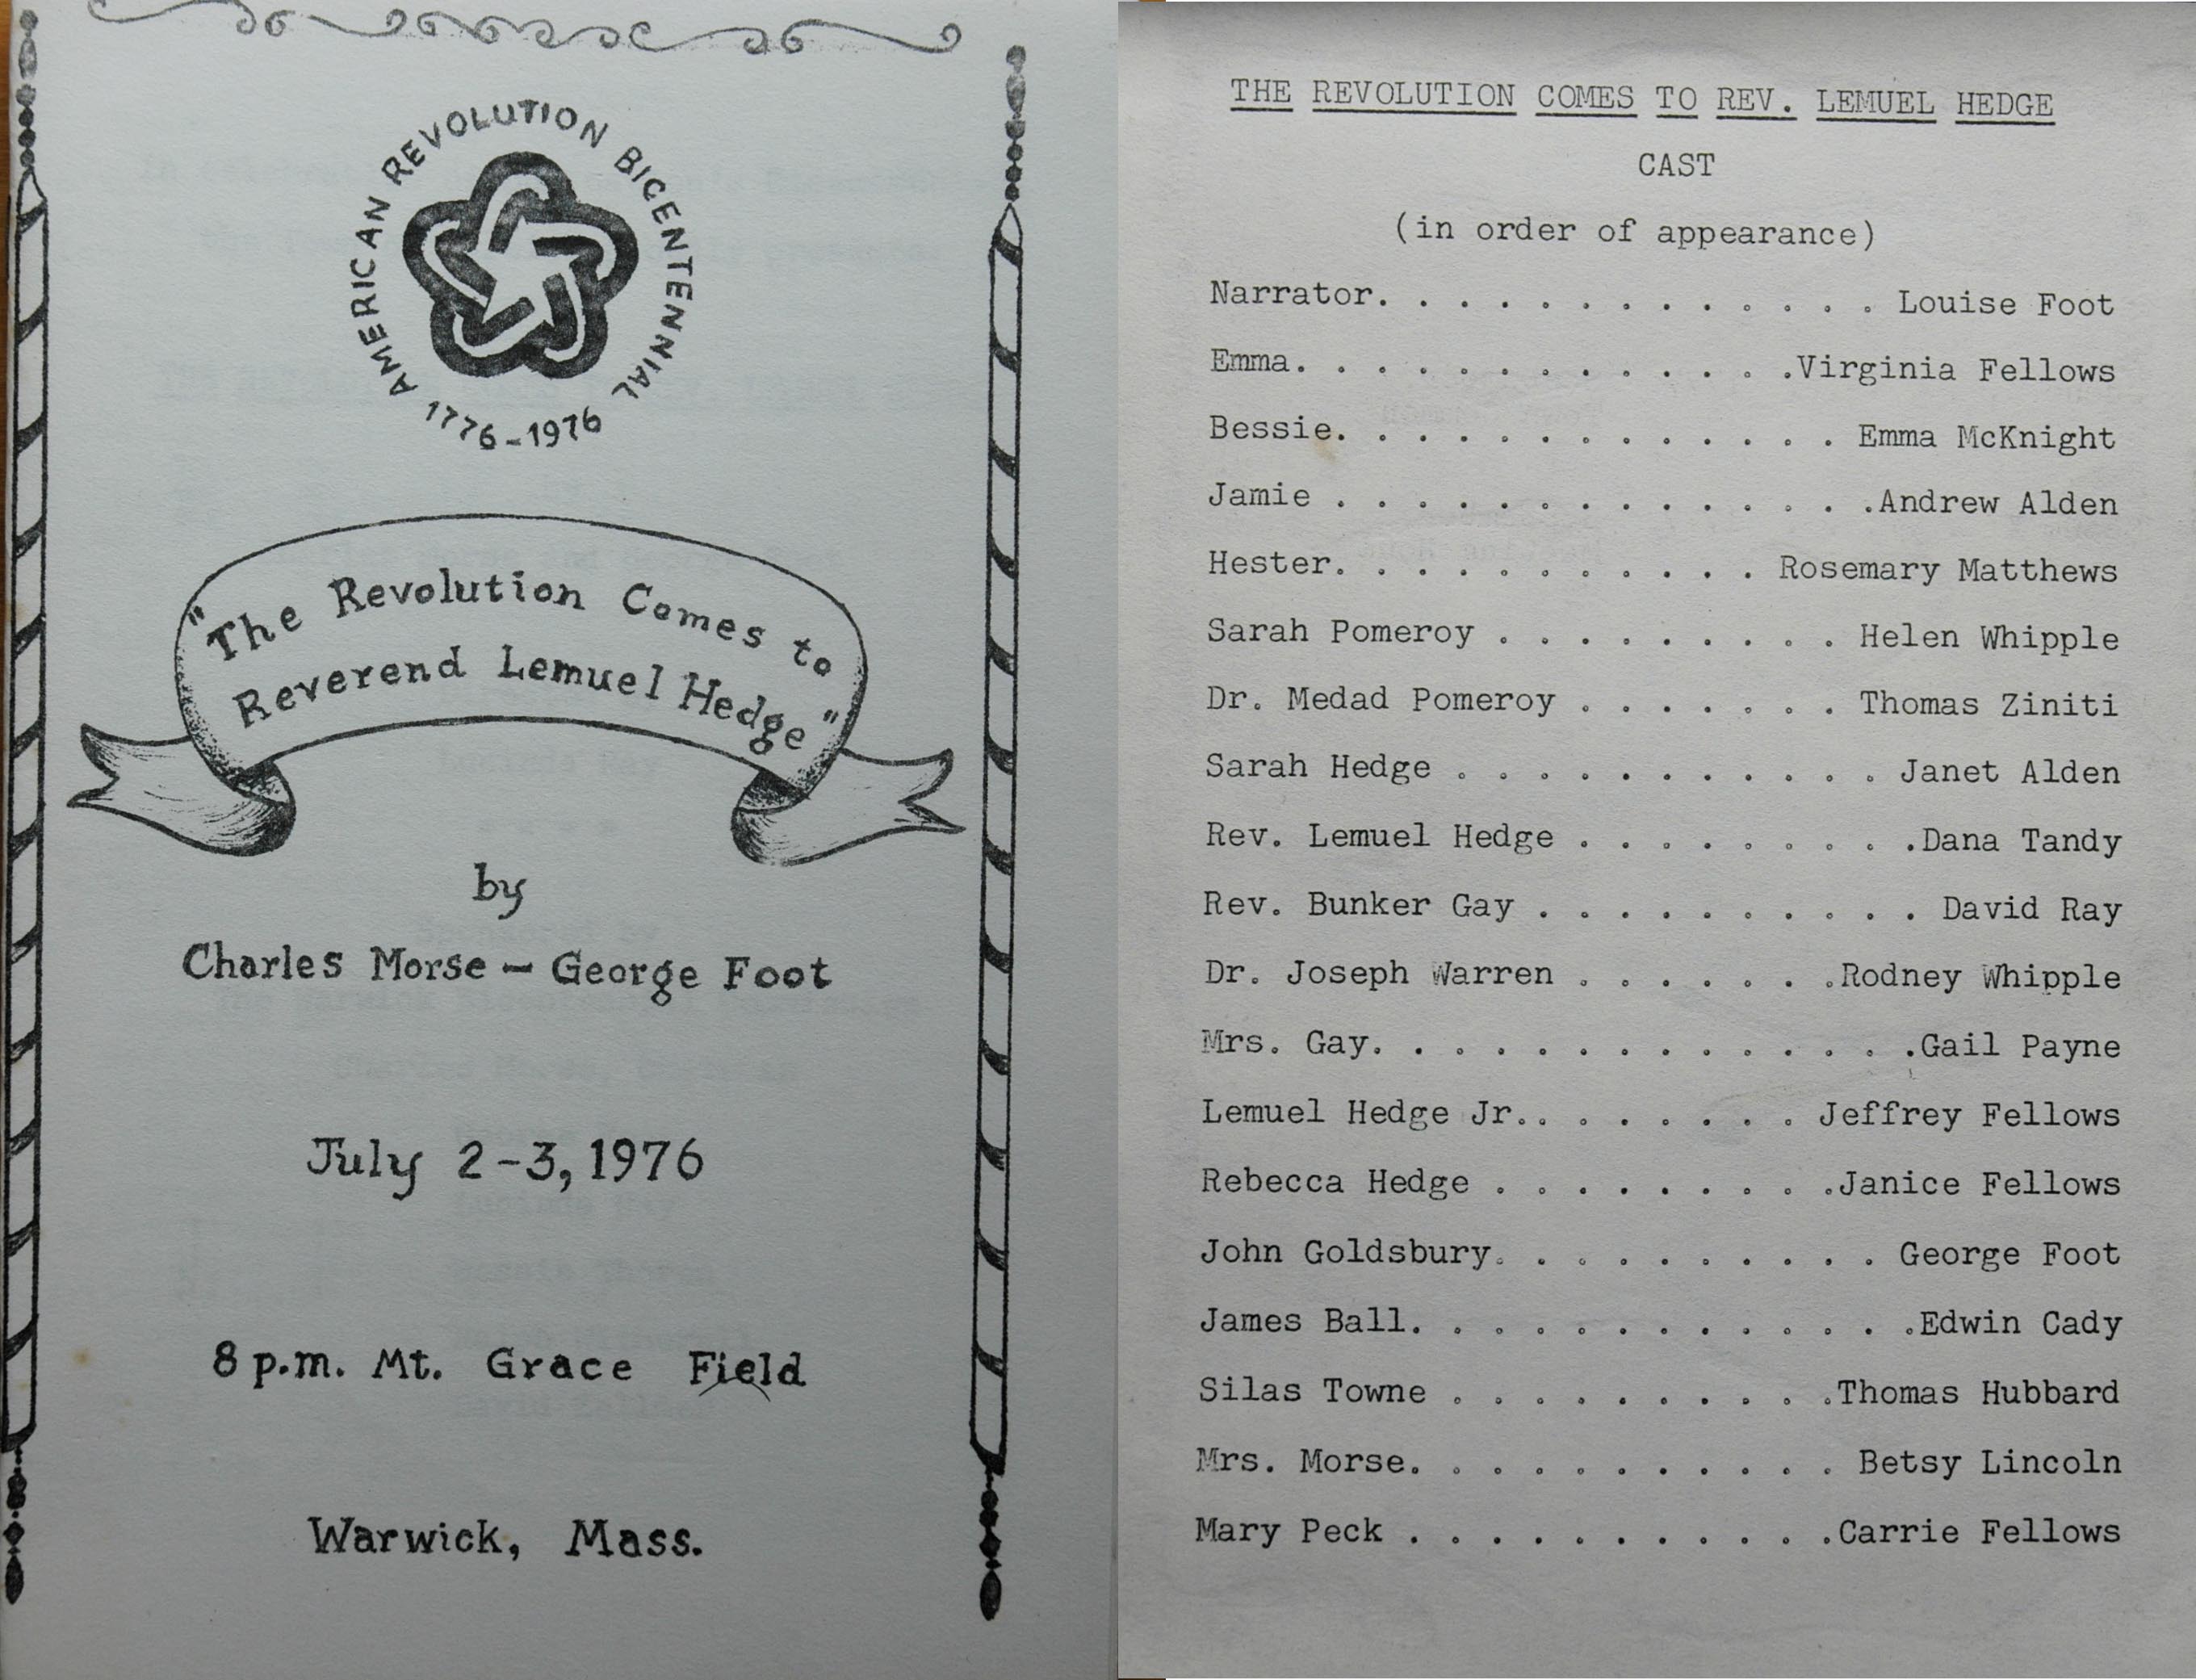 AMERICAN REVOLUTION BICENTENNIAL
1776-1976
"The Revolution Comes to
Reverend Lemuel Hedge"
by
Charles Morse - George Foot
July 2-3, 1976
8 p.m. Mt. Grace Field
Warwick, Mass.
THE REVOLUTION COMES TO REV. LEMUEL HEDGE
CAST
(in order of appearance)
Narrator. . . . . . . . . . . . . Louise Foot
Emma. . . . . . . . . . . . .Virginia Fellows
Bessie. . . . . . . . . . . . . Emma McKnight
Jamie . . . . . . . . . . . . . .Andrew Alden
Hester. . . . . . . . . . . Rosemary Matthews
Sarah Pomeroy . . . . . . . . . Helen Whipple
Dr. Medad Pomeroy . . . . . . . Thomas Ziniti
Sarah Hedge . . . . . . . . . . . Janet Alden
Rev. Lemuel Hedge . . . . . . . . .Dana Tandy
Rev. Bunker Gay . . . . . . . . . . David Ray
Dr. Joseph Warren . . . . . . .Rodney Whipple
Mrs. Gay. . . . . . . . . . . . . .Gail Payne
Lemuel Hedge Jr.. . . . . . . Jeffrey Fellows
Rebecca Hedge . . . . . . . . .Janice Fellows
John Goldsbury. . . . . . . . . . George Foot
James Ball. . . . . . . . . . . . .Edwin Cady
Silas Towne . . . . . . . . . .Thomas Hubbard
Mrs. Morse. . . . . . . . . . . Betsy Lincoln
Mary Peck . . . . . . . . . . .Carrie Fellows